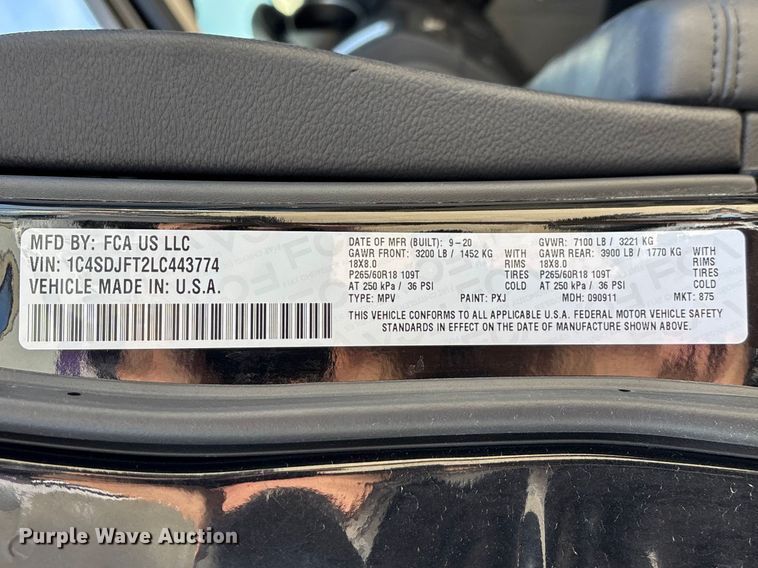 MFD BY: FCA US LLC
VIN: 1C4SDJFT2LC443774
VEHICLE MADE IN: U.S.A.
DATE OF MFR (BUILT): 9-20 GVWR: 7100 LB / 3221 KG
GAWR FRONT: 3200 LB / 1452 KG WITH GAWR REAR: 3900 LB / 1770 KG WITH
18X8.0 RIMS 18X8.0 RIMS
P265/60R18 109T TIRES P265/60R18 109T TIRES
AT 250 kPa / 36 PSI COLD AT 250 kPa / 36 PSI COLD
TYPE: MPV PAINT: PXJ MDH: 090911 MKT: 875
THIS VEHICLE CONFORMS TO ALL APPLICABLE U.S.A. FEDERAL MOTOR VEHICLE SAFETY
STANDARDS IN EFFECT ON THE DATE OF MANUFACTURE SHOWN ABOVE.
Purple Wave Auction